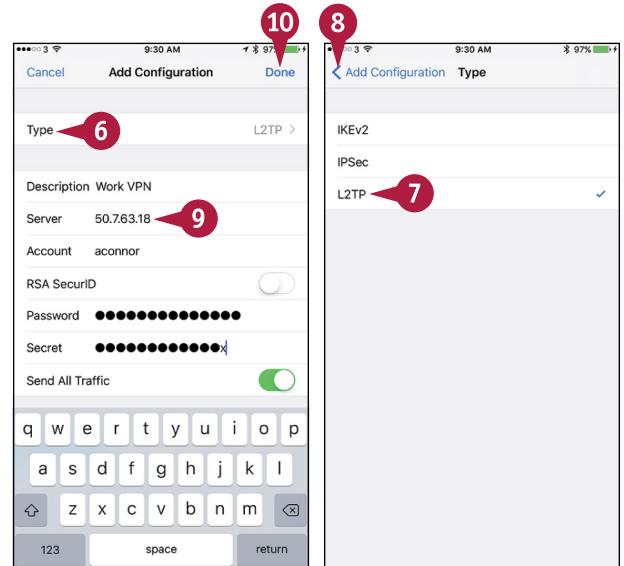 10
8
3 9:30 AM 97%
Cancel Add Configuration Done
Type 6 L2TP >
Description Work VPN
Server 50.7.63.18 9
Account aconnor
RSA SecurID
Password ●●●●●●●●●●●●●●
Secret ●●●●●●●●●●●●x
Send All Traffic
q w e r t y u i o p
a s d f g h j k l
z x c v b n m
123 space return
3 9:30 AM 97%
Add Configuration Type
IKEv2
IPSec
L2TP 7